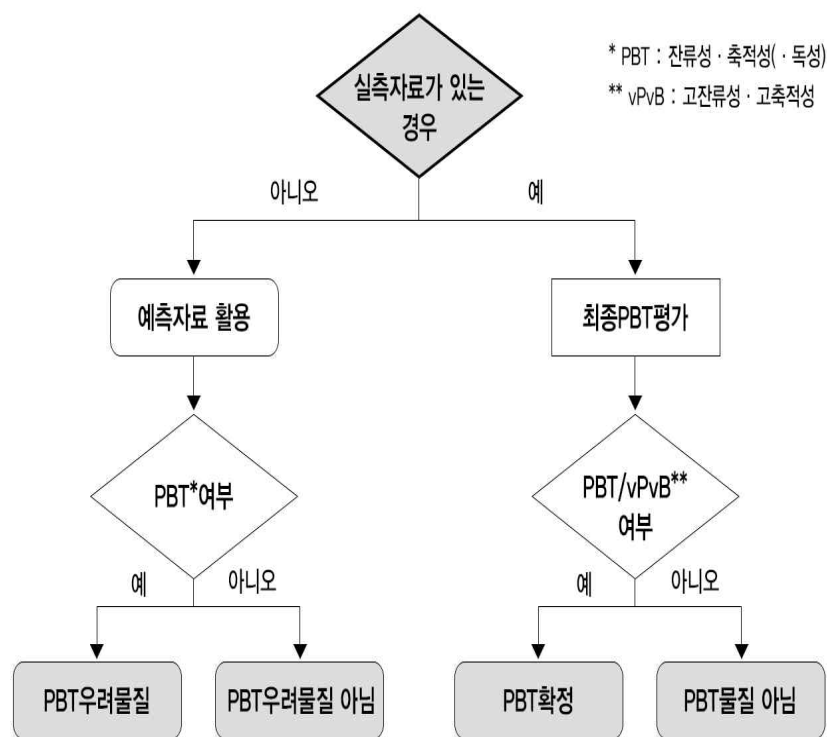 실측자료가 있는
경우
* PBT : 잔류성 · 축적성( · 독성)
** vPvB : 고잔류성 · 고축적성
아니오
예
예측자료 활용
최종PBT평가
PBT*여부
PBT/vPvB**
여부
예
아니오
예
아니오
PBT우려물질
PBT우려물질 아님
PBT확정
PBT물질 아님